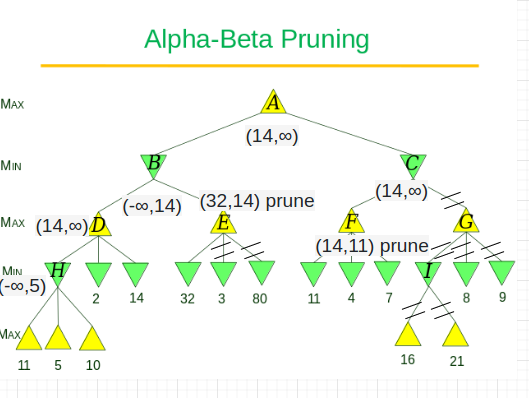 Alpha-Beta Pruning
MAX
A
(14,∞)
MIN
B
C
(-∞,14)
(32,14) prune
(14,∞)
MAX
(14,∞)
D
E
F
G
(14,11) prune
MIN
H
I
(-∞,5)
2
14
32
3
80
11
4
7
8
9
MAX
11
5
10
16
21